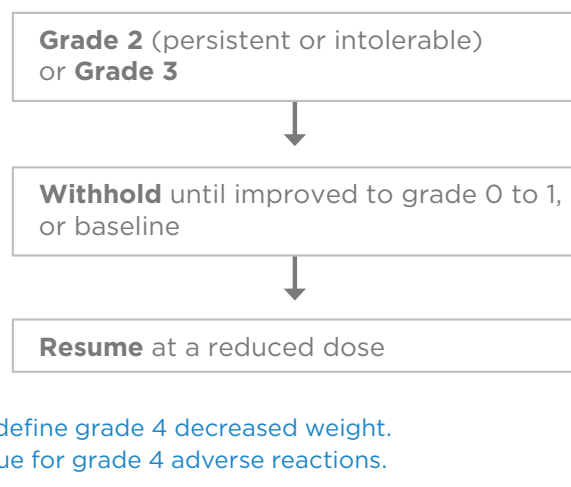 Grade 2 (persistent or intolerable)
or Grade 3
Withhold until improved to grade 0 to 1,
or baseline
Resume at a reduced dose
define grade 4 decreased weight.
ue for grade 4 adverse reactions.